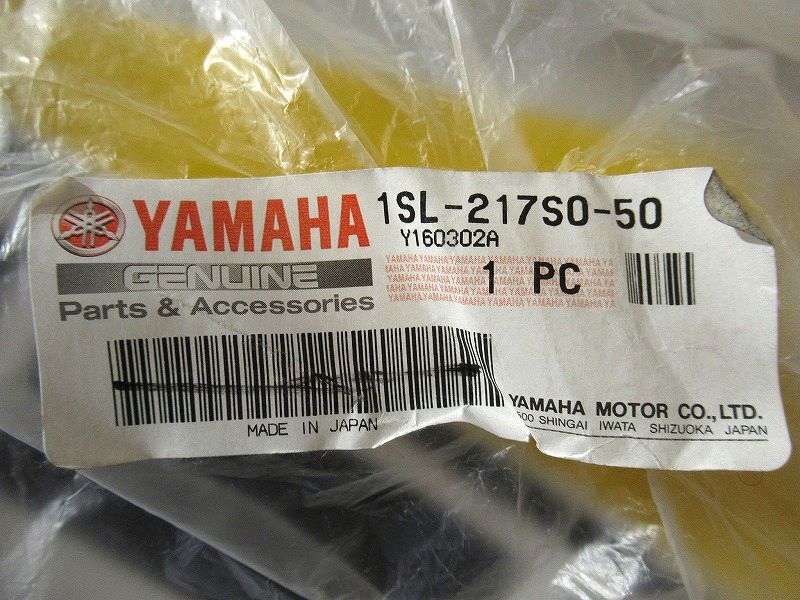 YAMAHA
GENUINE
Parts & Accessories
1SL-217S0-50
Y160302A
1 PC
MADE IN JAPAN
YAMAHA MOTOR CO.,LTD.
2500 SHINGAI IWATA SHIZUOKA JAPAN